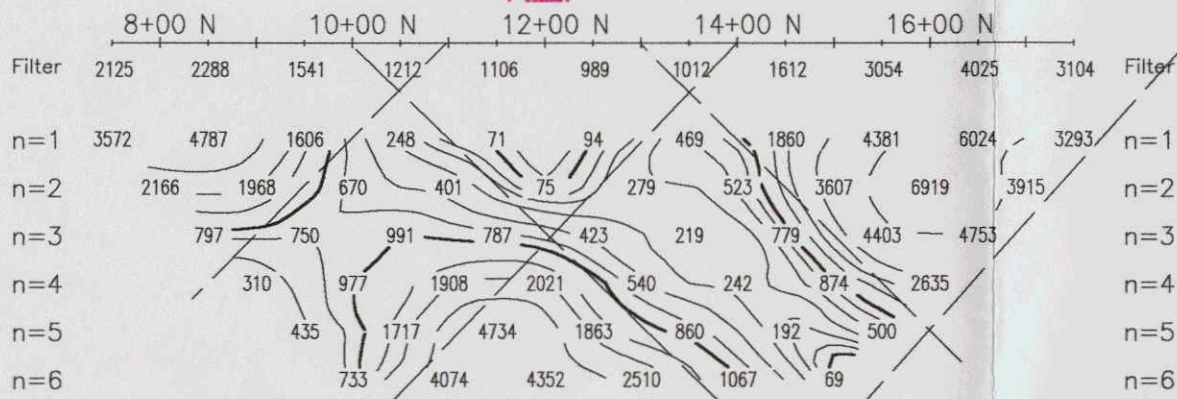 8+00 N 10+00 N 12+00 N 14+00 N 16+00 N
Filter 2125 2288 1541 1212 1106 989 1012 1612 3054 4025 3104 Filter
n=1 3572 4787 1606 248 71 94 469 1860 4381 6024 3293 n=1
n=2 2166 1968 670 401 75 279 523 3607 6919 3915 n=2
n=3 797 750 991 787 423 219 779 4403 4753 n=3
n=4 310 977 1908 2021 540 242 874 2635 n=4
n=5 435 1717 4734 1863 860 192 500 n=5
n=6 733 4074 4352 2510 1067 69 n=6